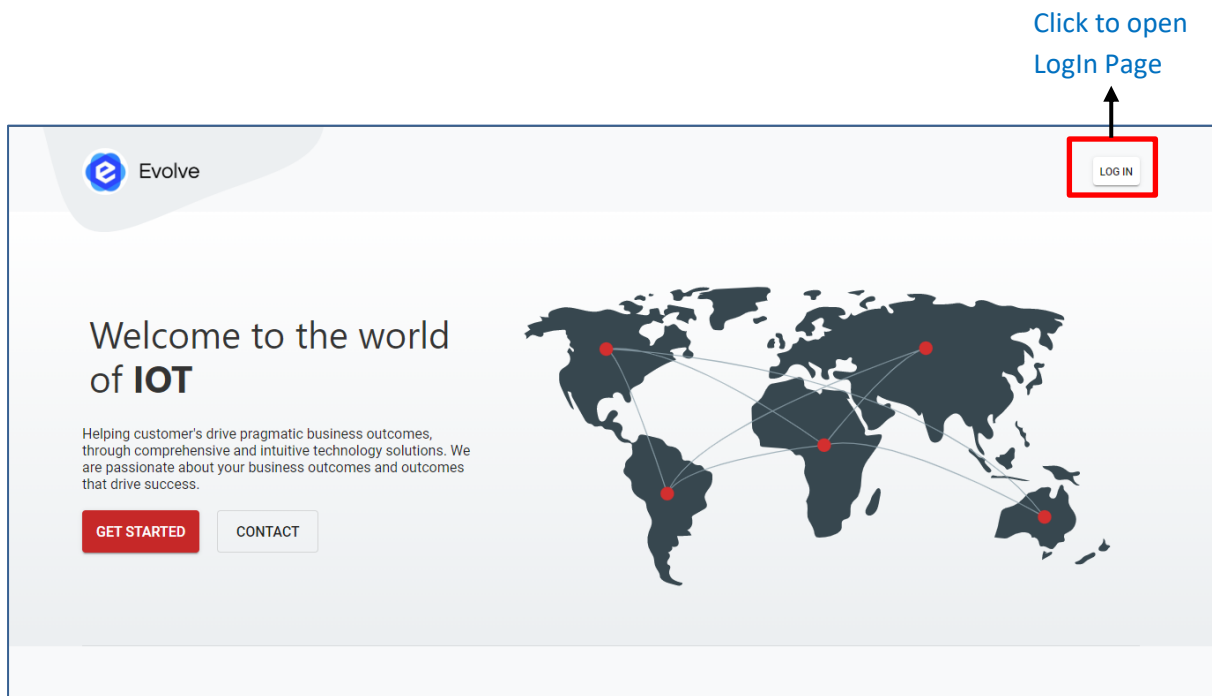 Click to open
LogIn Page
Evolve
LOG IN
Welcome to the world
of IOT
Helping customer's drive pragmatic business outcomes,
through comprehensive and intuitive technology solutions. We
are passionate about your business outcomes and outcomes
that drive success.
GET STARTED
CONTACT